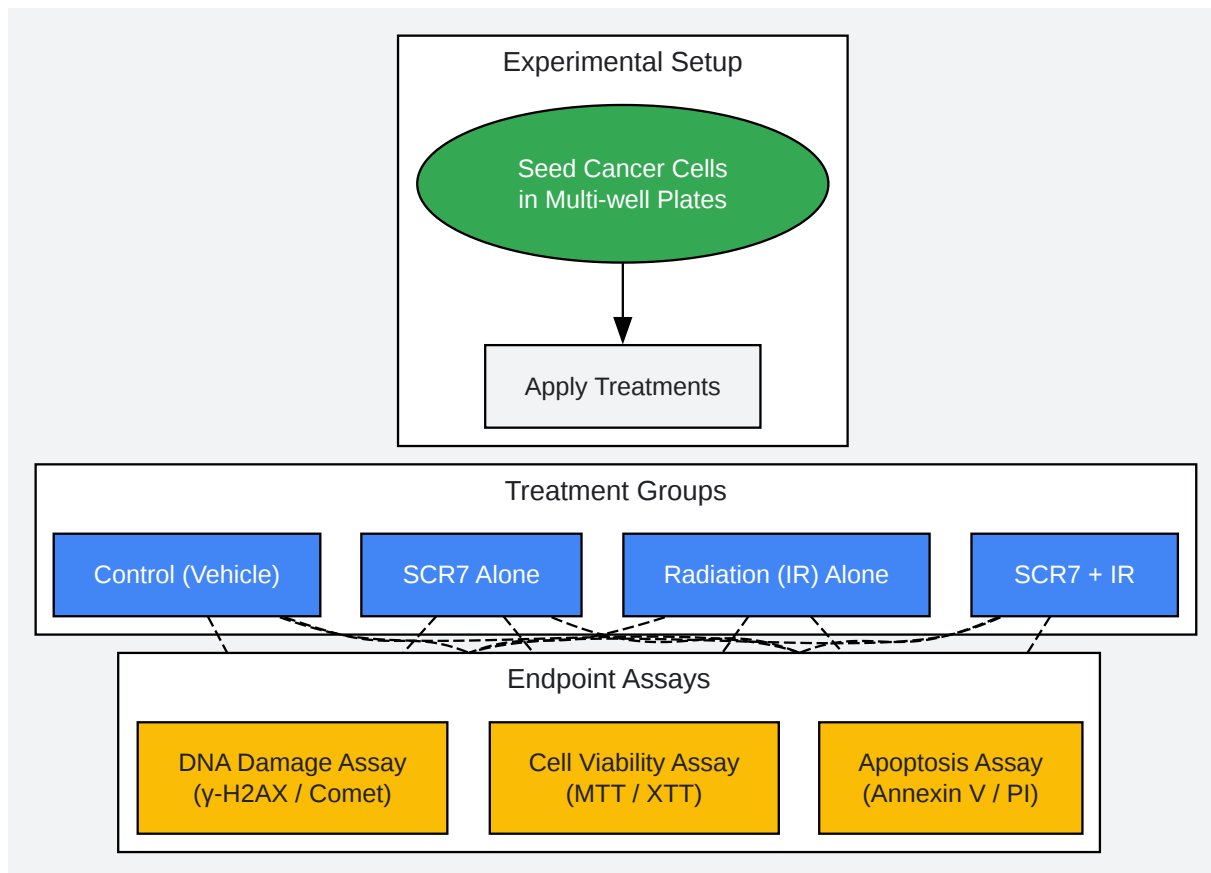 Experimental Setup
Seed Cancer Cells
in Multi-well Plates
Apply Treatments
Treatment Groups
Control (Vehicle)
SCR7 Alone
Radiation (IR) Alone
SCR7 + IR
Endpoint Assays
DNA Damage Assay
(γ-H2AX / Comet)
Cell Viability Assay
(MTT / XTT)
Apoptosis Assay
(Annexin V / PI)